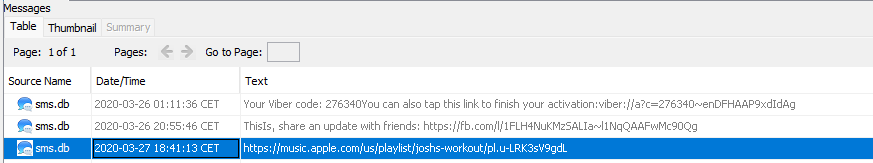 Messages
Table Thumbnail Summary
Page: 1 of 1 Pages: Go to Page:
Source Name Date/Time Text
sms.db 2020-03-26 01:11:36 CET Your Viber code: 276340You can also tap this link to finish your activation:viber://a?c=276340~enDFHAAP9xdIdAg
sms.db 2020-03-26 20:55:46 CET ThisIs, share an update with friends: https://fb.com/l/1FLH4NuKMzSALIa~l1NqQAAFwMc90Qg
sms.db 2020-03-27 18:41:13 CET https://music.apple.com/us/playlist/joshs-workout/pl.u-LRK3sV9gdL